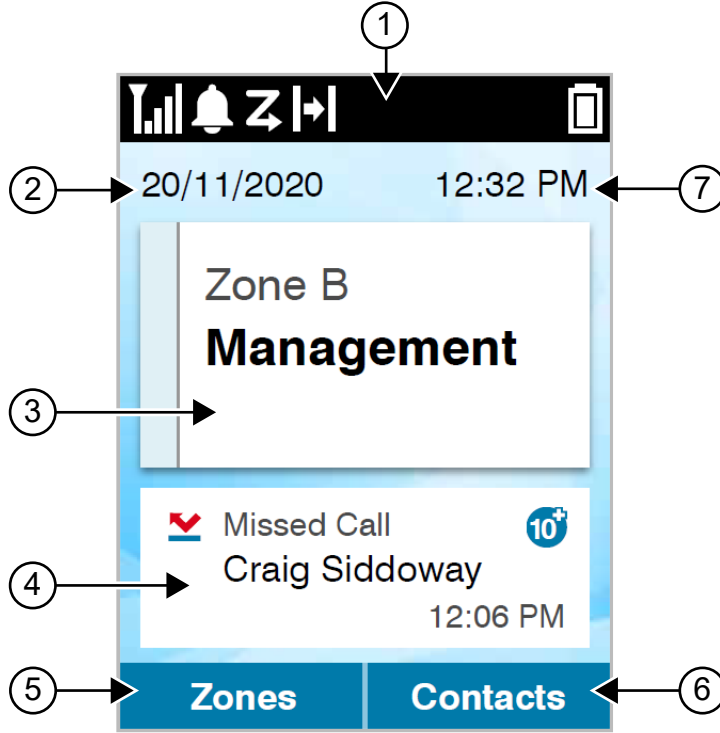 1
2 20/11/2020 12:32 PM 7
Zone B
Management
3
Missed Call 10+
Craig Siddoway
4
12:06 PM
5 Zones Contacts 6